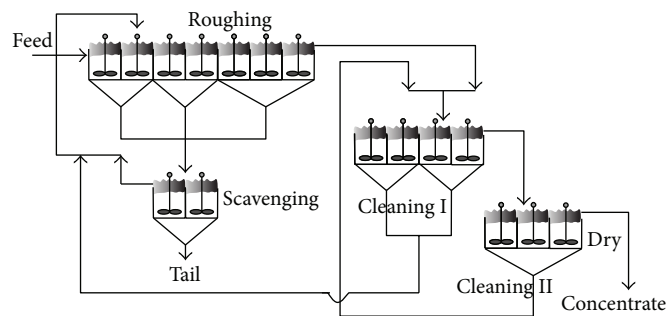 Roughing
Feed
Scavenging
Cleaning I
Dry
Tail
Cleaning II
Concentrate